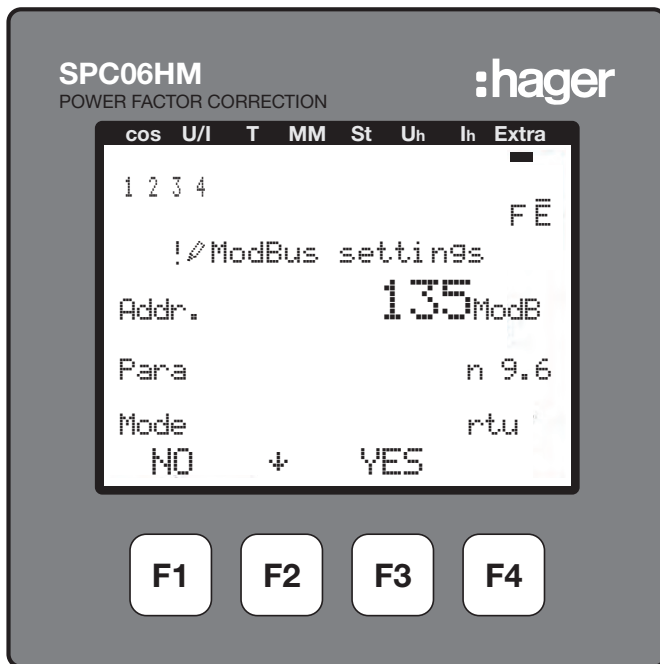 SPC06HM :hager
POWER FACTOR CORRECTION
cos U/I T MM St Uh Ih Extra
1 2 3 4
F Ē
!✐ModBus settings
Addr. 135ModB
Para n 9.6
Mode rtu
NO ↓ YES
F1 F2 F3 F4